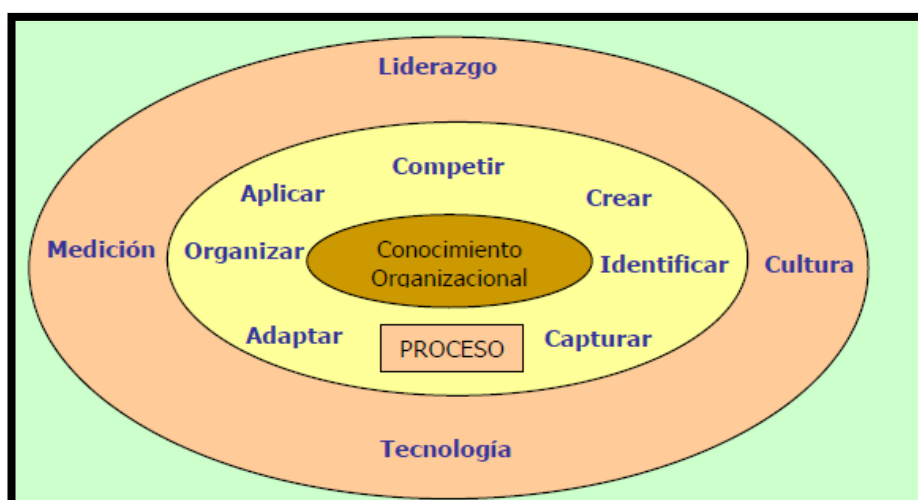 Liderazgo
Competir
Aplicar
Crear
Medición
Organizar
Conocimiento
Organizacional
Identificar
Cultura
Adaptar
PROCESO
Capturar
Tecnología